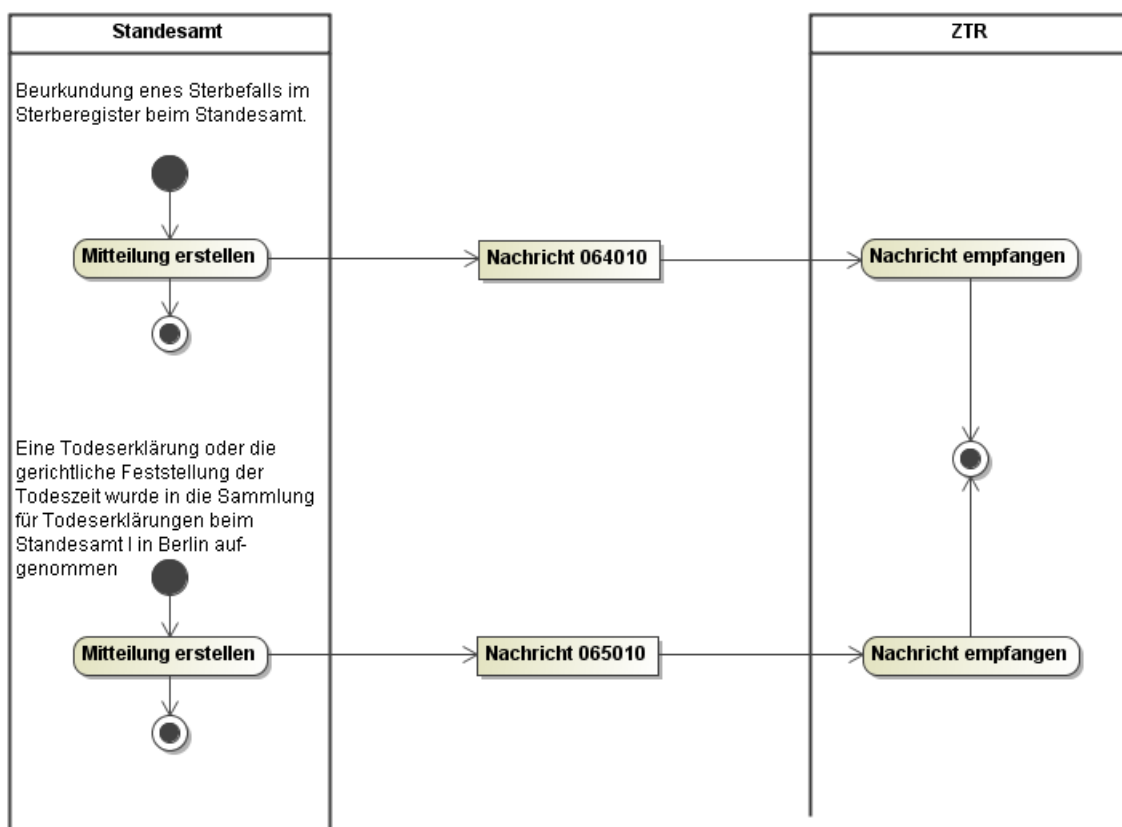 Standesamt
ZTR
Beurkundung enes Sterbefalls im
Sterberegister beim Standesamt.
Mitteilung erstellen
Nachricht 064010
Nachricht empfangen
Eine Todeserklärung oder die
gerichtliche Feststellung der
Todeszeit wurde in die Sammlung
für Todeserklärungen beim
Standesamt I in Berlin auf-
genommen
Mitteilung erstellen
Nachricht 065010
Nachricht empfangen